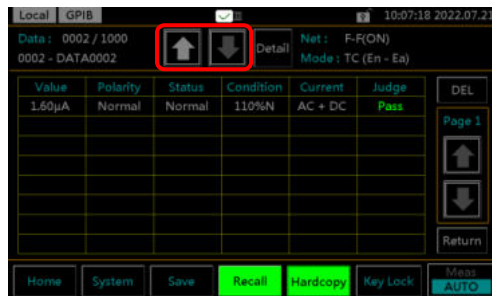 Local GPIB 10:07:18 2022.07.21
Data: 0002 / 1000 Net: F-F(ON)
0002 - DATA0002 Detail Mode: TC (En - Ea)
Value Polarity Status Condition Current Judge DEL
1.60µA Normal Normal 110%N AC + DC Pass
Page 1
Return
Home System Save Recall Hardcopy Key Lock Meas
AUTO